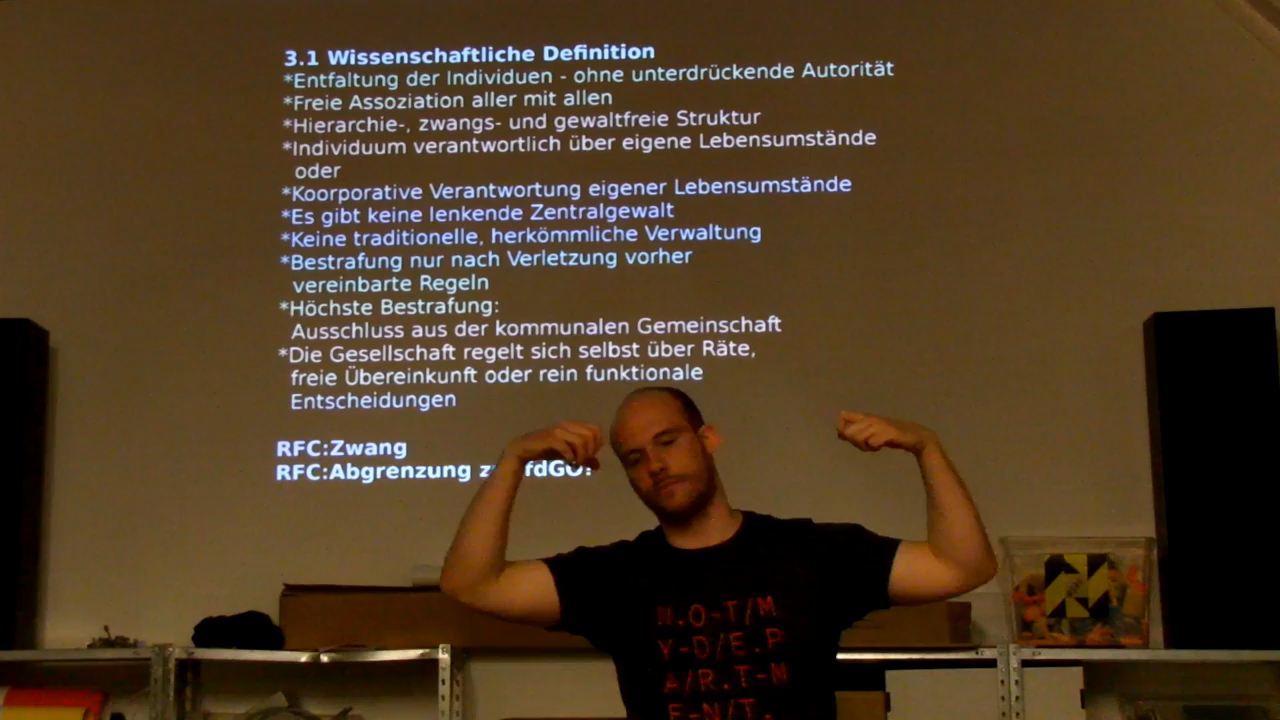 3.1 Wissenschaftliche Definition
*Entfaltung der Individuen - ohne unterdrückende Autorität
*Freie Assoziation aller mit allen
*Hierarchie-, zwangs- und gewaltfreie Struktur
*Individuum verantwortlich über eigene Lebensumstände
oder
*Koorporative Verantwortung eigener Lebensumstände
*Es gibt keine lenkende Zentralgewalt
*Keine traditionelle, herkömmliche Verwaltung
*Bestrafung nur nach Verletzung vorher
vereinbarte Regeln
*Höchste Bestrafung:
Ausschluss aus der kommunalen Gemeinschaft
*Die Gesellschaft regelt sich selbst über Räte,
freie Übereinkunft oder rein funktionale
Entscheidungen
RFC:Zwang
RFC:Abgrenzung fdGO?
N.O-T/M
Y-D/E.P
A/R.T-M
E-N/T.